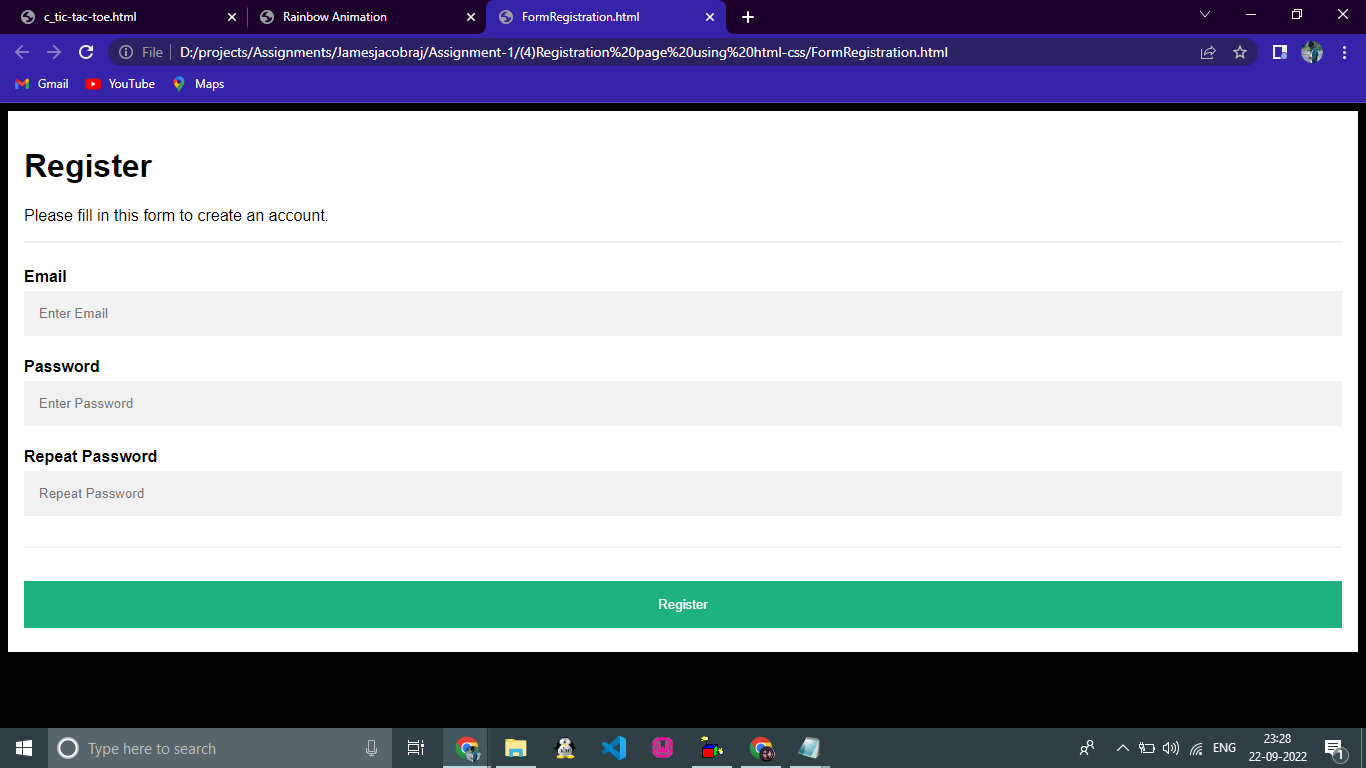 c_tic-tac-toe.html
Rainbow Animation
FormRegistration.html
File
D:/projects/Assignments/Jamesjacobraj/Assignment-1/(4)Registration%20page%20using%20html-css/FormRegistration.html
Gmail
YouTube
Maps
Register
Please fill in this form to create an account.
Email
Enter Email
Password
Enter Password
Repeat Password
Repeat Password
Register
Type here to search
ENG
23:28
22-09-2022
1